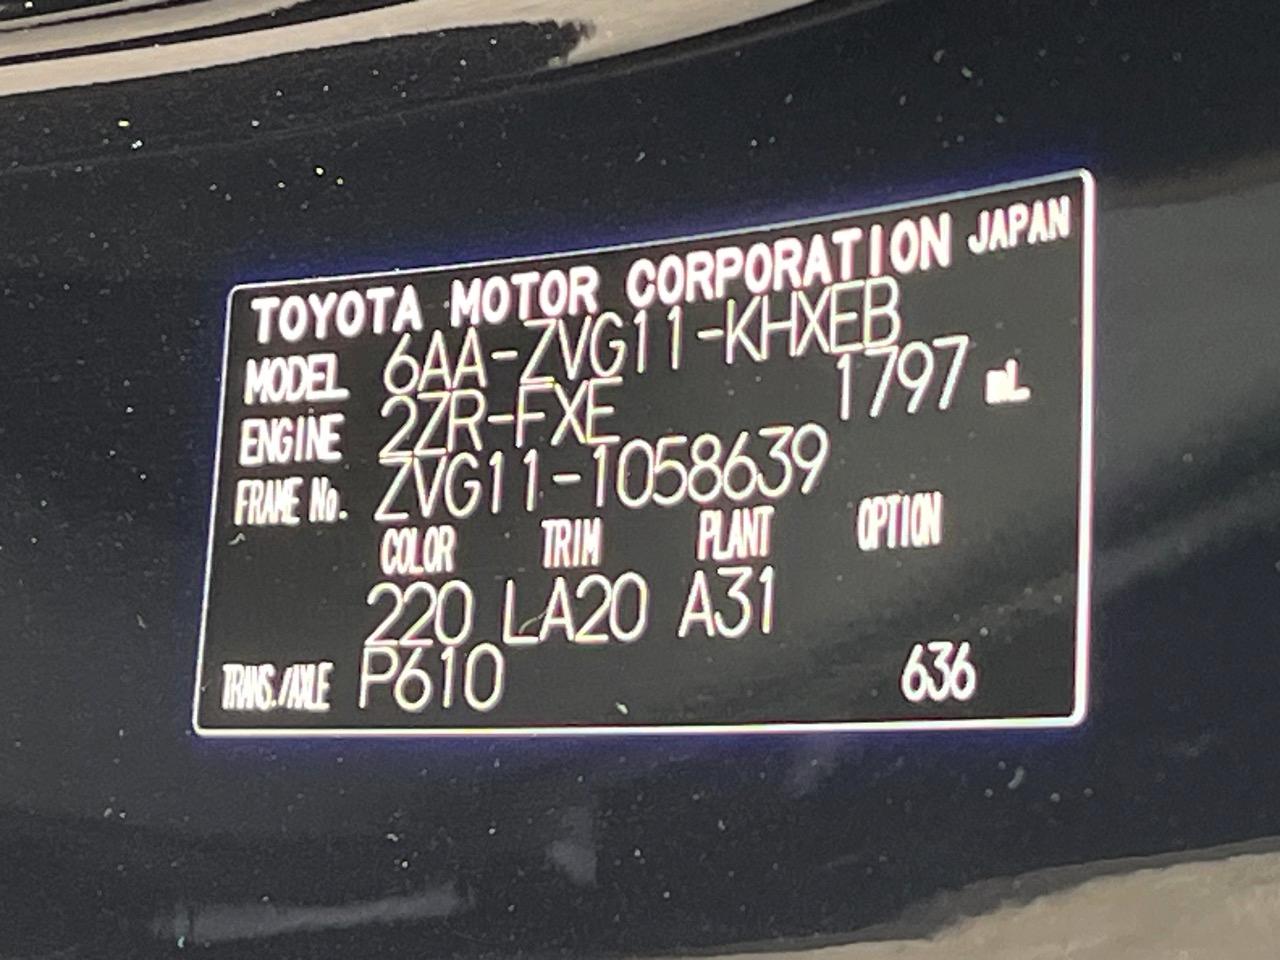 TOYOTA MOTOR CORPORATION JAPAN
MODEL 6AA-ZVG11-KHXEB
ENGINE 2ZR-FXE 1797 mL
FRAME No. ZVG11-1058639
COLOR TRIM PLANT OPTION
220 LA20 A31
TRANS./AXLE P610 636